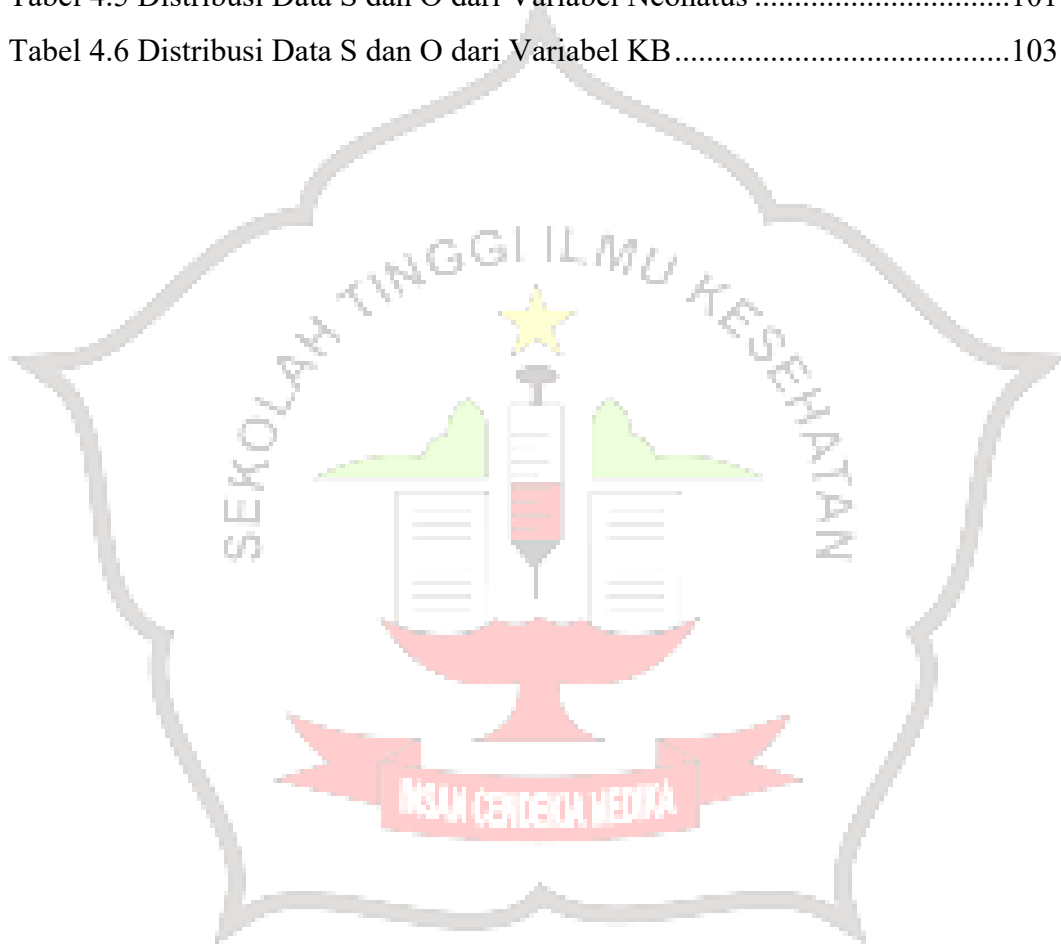 Tabel 4.5 Distribusi Data S dan O dari Variabel Neonatus ...................................101
Tabel 4.6 Distribusi Data S dan O dari Variabel KB..........................................103
SEKOLAH TINGGI ILMU KESEHATAN
INSAN CENDEKIA MEDIKA